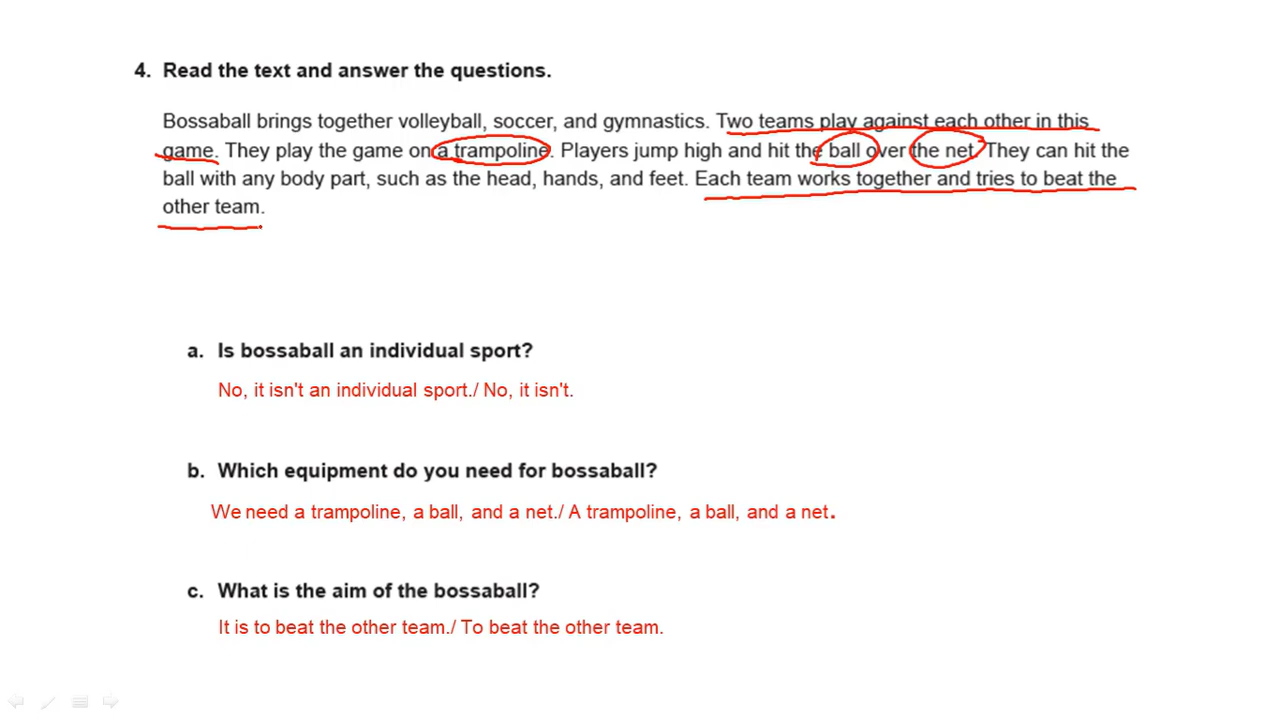 4. Read the text and answer the questions.
Bossaball brings together volleyball, soccer, and gymnastics. Two teams play against each other in this
game. They play the game on a trampoline. Players jump high and hit the ball over the net. They can hit the
ball with any body part, such as the head, hands, and feet. Each team works together and tries to beat the
other team.
a. Is bossaball an individual sport?
No, it isn't an individual sport./ No, it isn't.
b. Which equipment do you need for bossaball?
We need a trampoline, a ball, and a net./ A trampoline, a ball, and a net.
c. What is the aim of the bossaball?
It is to beat the other team./ To beat the other team.